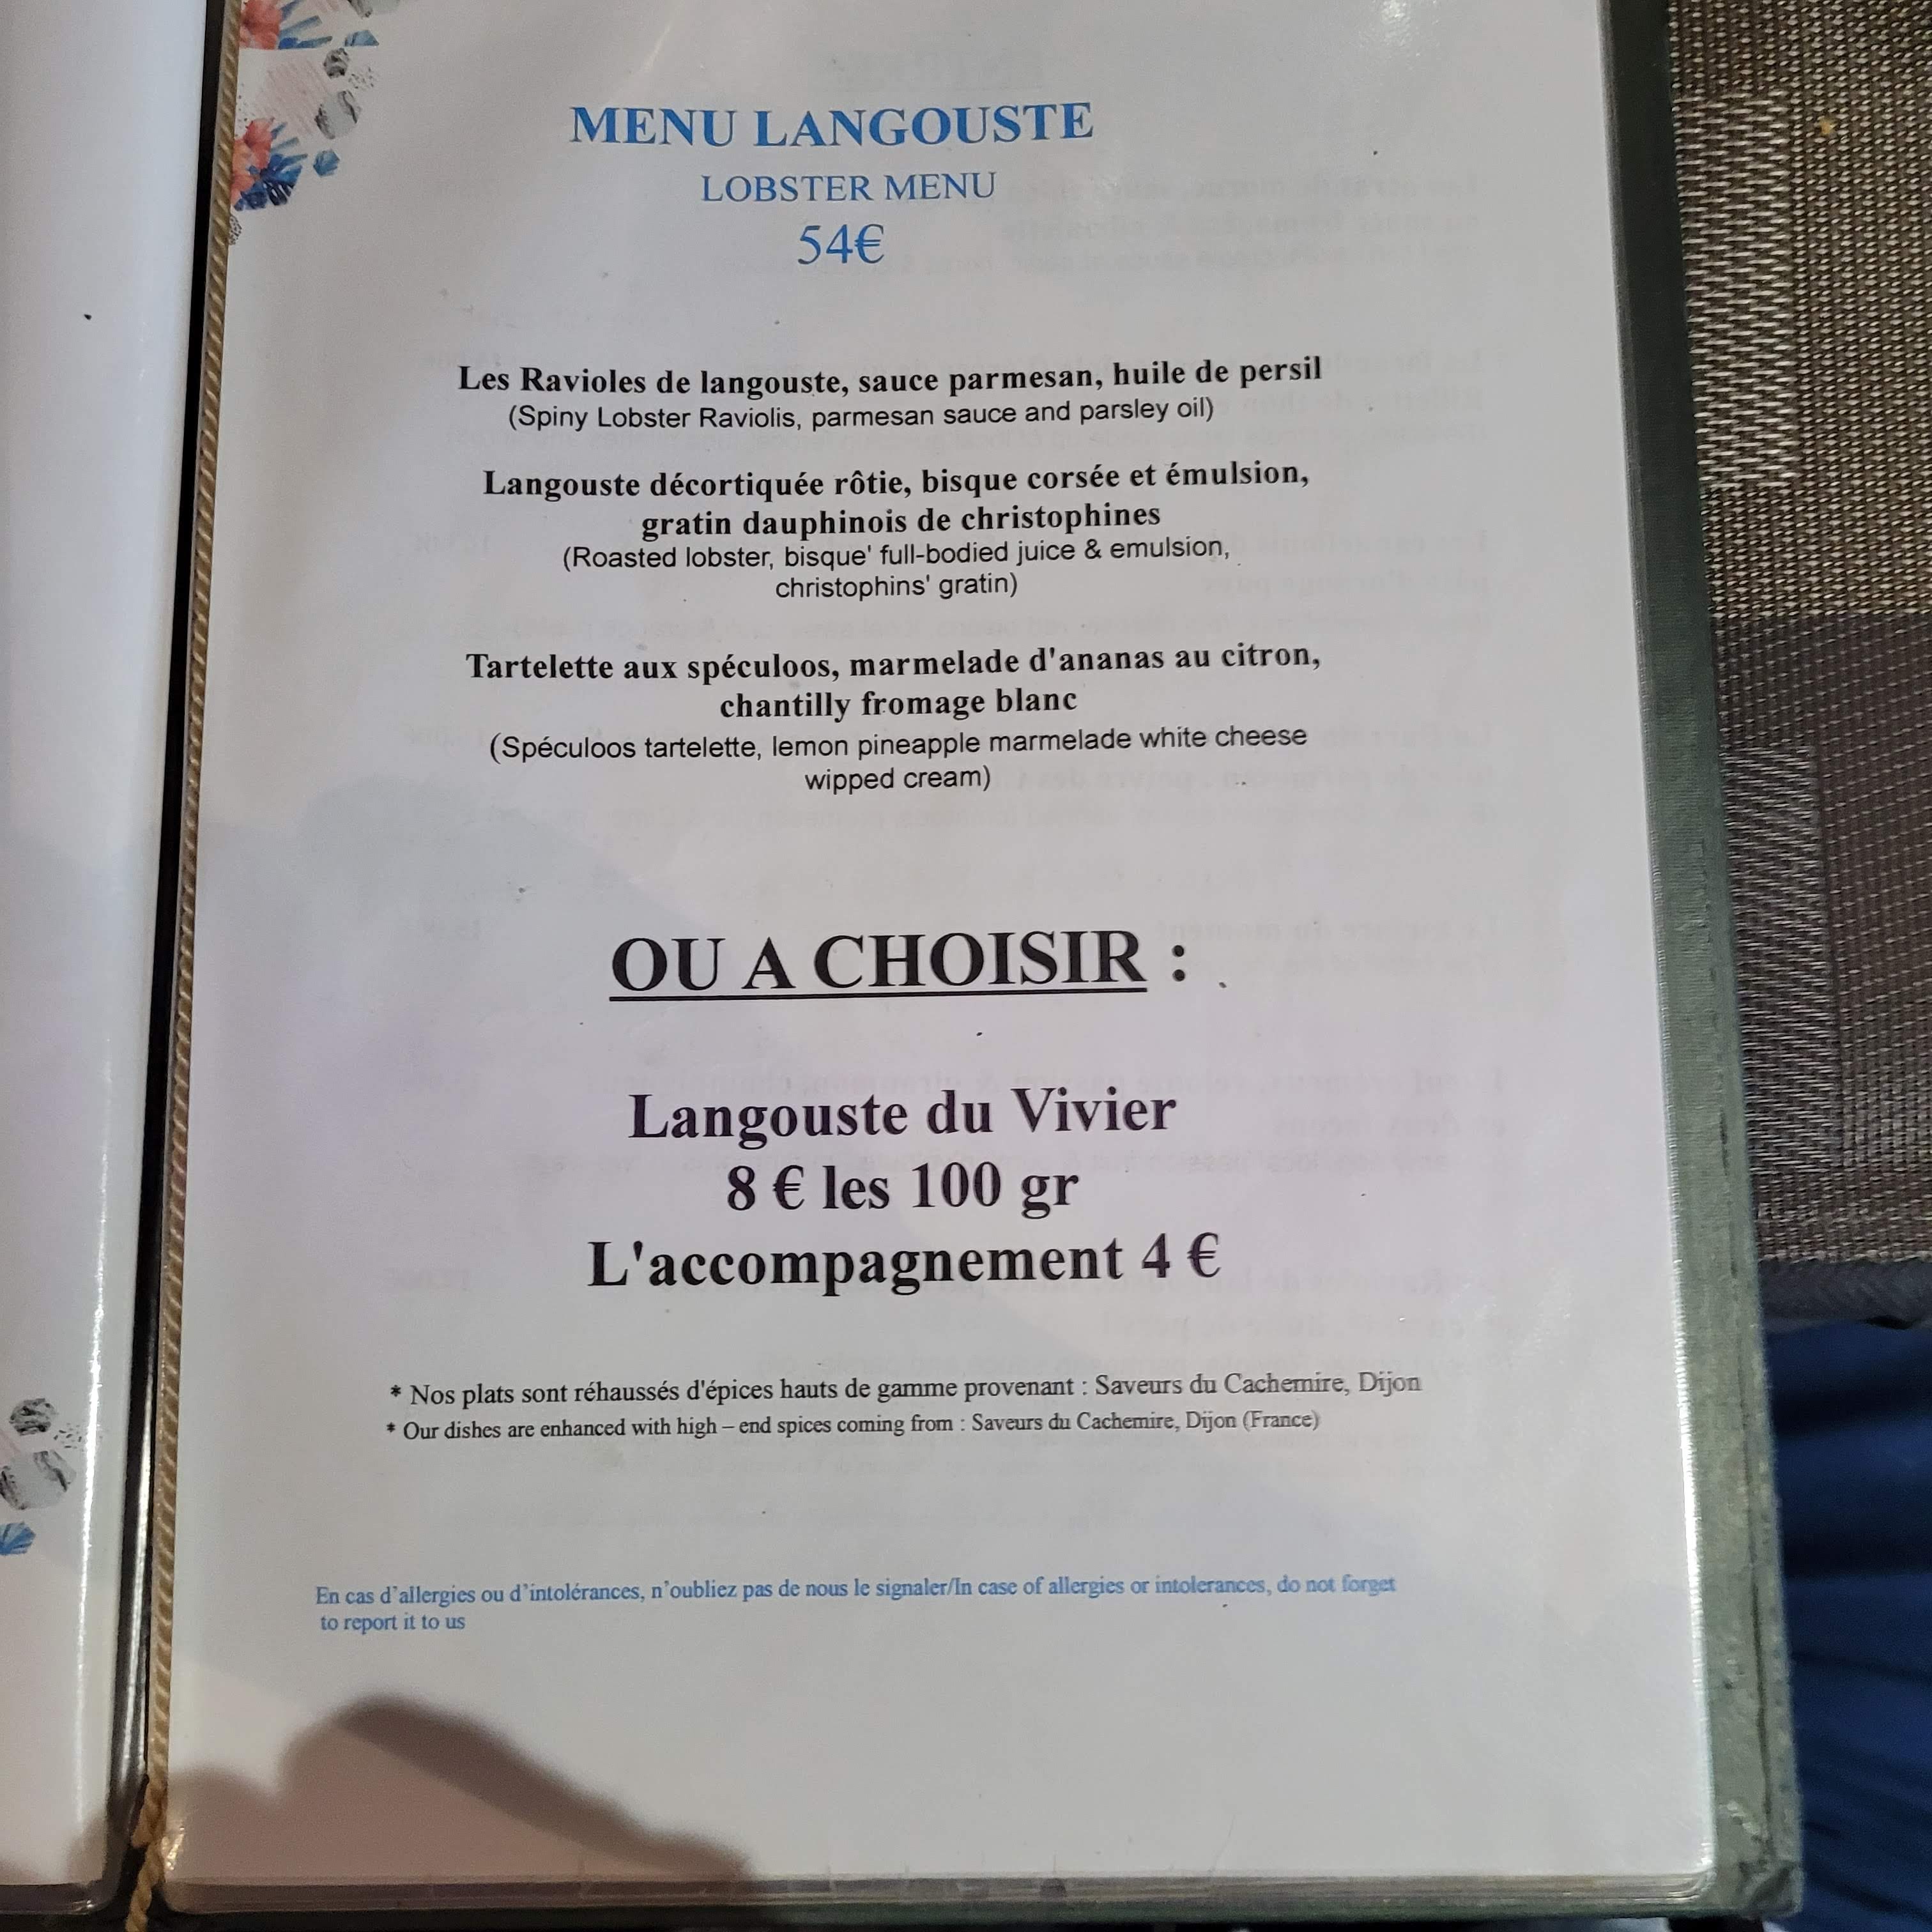 MENU LANGOUSTE
LOBSTER MENU
54€
Les Ravioles de langouste, sauce parmesan, huile de persil
(Spiny Lobster Raviolis, parmesan sauce and parsley oil)
Langouste décortiquée rôtie, bisque corsée et émulsion,
gratin dauphinois de christophines
(Roasted lobster, bisque' full-bodied juice & emulsion,
christophins' gratin)
Tartelette aux spéculoos, marmelade d'ananas au citron,
chantilly fromage blanc
(Spéculoos tartelette, lemon pineapple marmelade white cheese
wipped cream)
OU A CHOISIR :
Langouste du Vivier
8 € les 100 gr
L'accompagnement 4 €
* Nos plats sont réhaussés d'épices hauts de gamme provenant : Saveurs du Cachemire, Dijon
* Our dishes are enhanced with high – end spices coming from : Saveurs du Cachemire, Dijon (France)
En cas d’allergies ou d’intolérances, n’oubliez pas de nous le signaler/In case of allergies or intolerances, do not forget
to report it to us